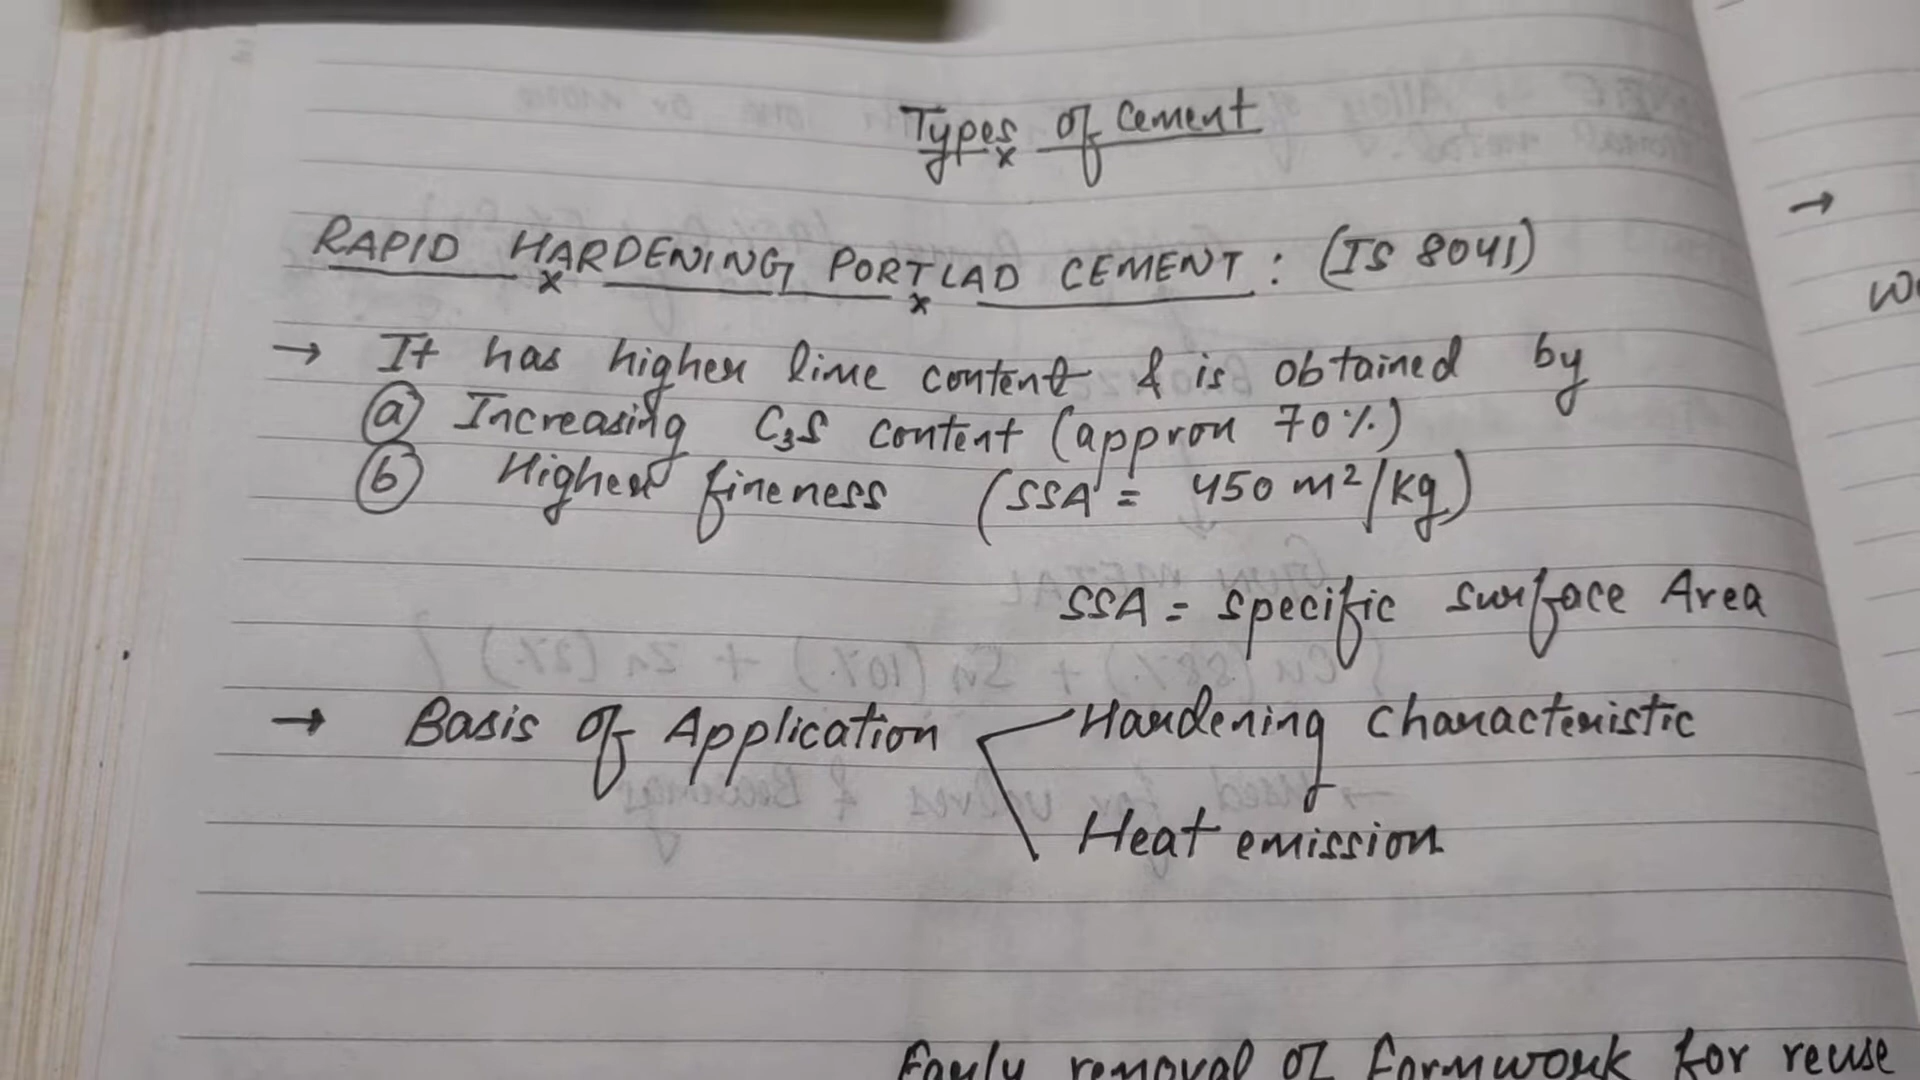 Types of Cement
RAPID HARDENING PORTLAD CEMENT : (IS 8041)
→ It has higher lime content & is obtained by
(a) Increasing C₃S content (approx 70%)
(b) Higher fineness (SSA = 450 m²/kg)
SSA = Specific Surface Area
→ Basis of Application
Hardening Characteristic
Heat emission
Early removal of formwork for reuse